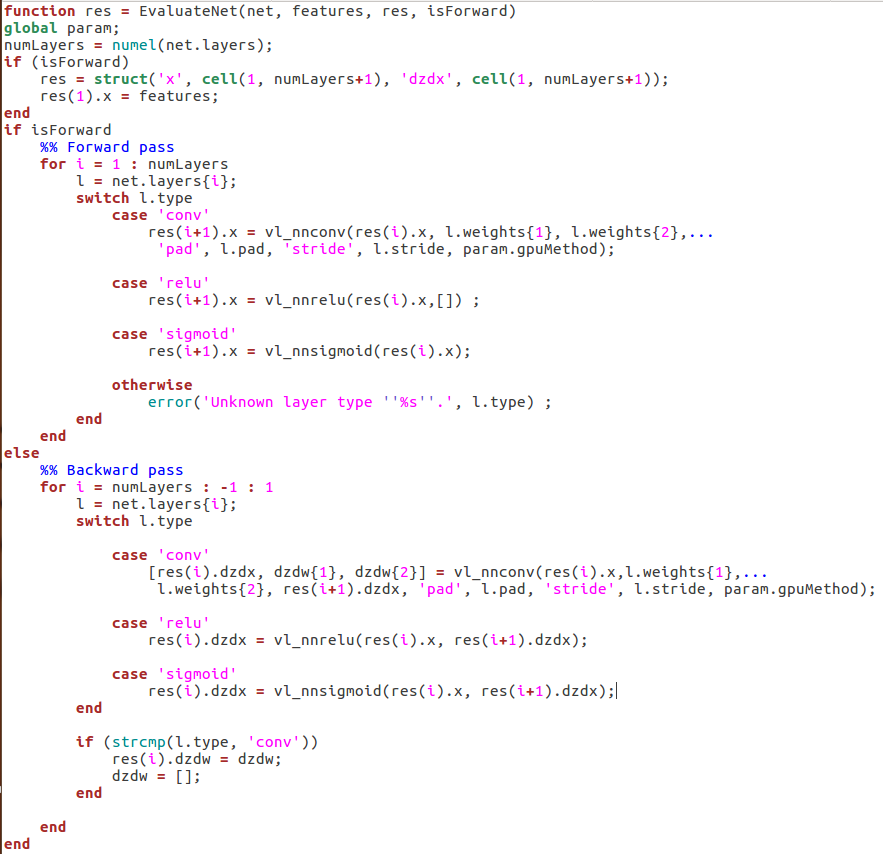 function res = EvaluateNet(net, features, res, isForward)
global param;
numLayers = numel(net.layers);
if (isForward)
    res = struct('x', cell(1, numLayers+1), 'dzdx', cell(1, numLayers+1));
    res(1).x = features;
end
if isForward
    %% Forward pass
    for i = 1 : numLayers
        l = net.layers{i};
        switch l.type
            case 'conv'
                res(i+1).x = vl_nnconv(res(i).x, l.weights{1}, l.weights{2},...
                 'pad', l.pad, 'stride', l.stride, param.gpuMethod);

            case 'relu'
                res(i+1).x = vl_nnrelu(res(i).x,[]) ;

            case 'sigmoid'
                res(i+1).x = vl_nnsigmoid(res(i).x);

            otherwise
                error('Unknown layer type ''%s''.', l.type) ;
        end
    end
else
    %% Backward pass
    for i = numLayers : -1 : 1
        l = net.layers{i};
        switch l.type

            case 'conv'
                [res(i).dzdx, dzdw{1}, dzdw{2}] = vl_nnconv(res(i).x,l.weights{1},...
                 l.weights{2}, res(i+1).dzdx, 'pad', l.pad, 'stride', l.stride, param.gpuMethod);

            case 'relu'
                res(i).dzdx = vl_nnrelu(res(i).x, res(i+1).dzdx);

            case 'sigmoid'
                res(i).dzdx = vl_nnsigmoid(res(i).x, res(i+1).dzdx);
        end

        if (strcmp(l.type, 'conv'))
            res(i).dzdw = dzdw;
            dzdw = [];
        end

    end
end